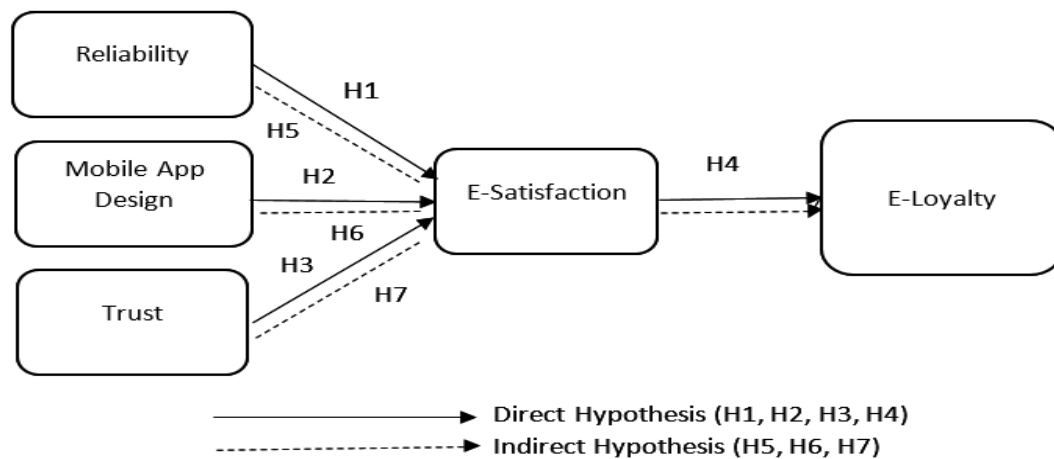 Reliability
H1
H5
Mobile App
Design
H2
H6
E-Satisfaction
H4
E-Loyalty
H3
Trust
H7
Direct Hypothesis (H1, H2, H3, H4)
Indirect Hypothesis (H5, H6, H7)